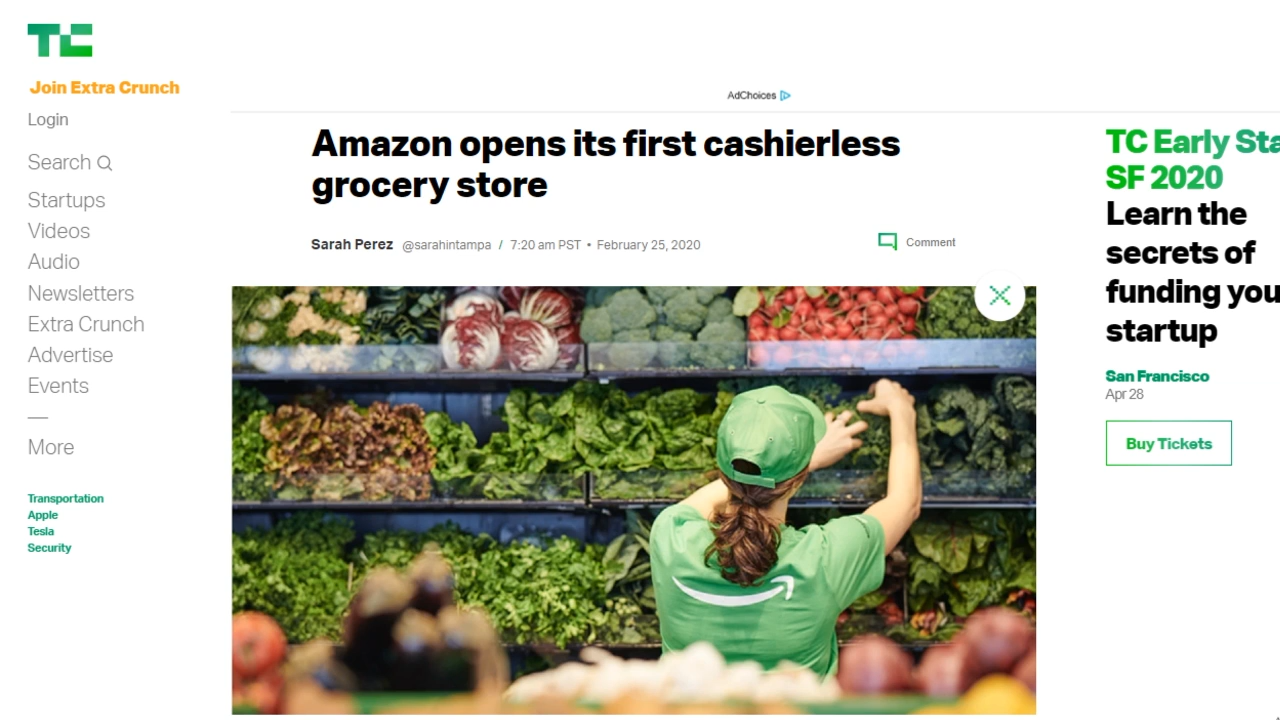 TC
Join Extra Crunch
Login
Search
Startups
Videos
Audio
Newsletters
Extra Crunch
Advertise
Events
—
More
Transportation
Apple
Tesla
Security
AdChoices
Amazon opens its first cashierless
grocery store
Sarah Perez @sarahintampa / 7:20 am PST • February 25, 2020
Comment
TC Early Sta
SF 2020
Learn the
secrets of
funding you
startup
San Francisco
Apr 28
Buy Tickets